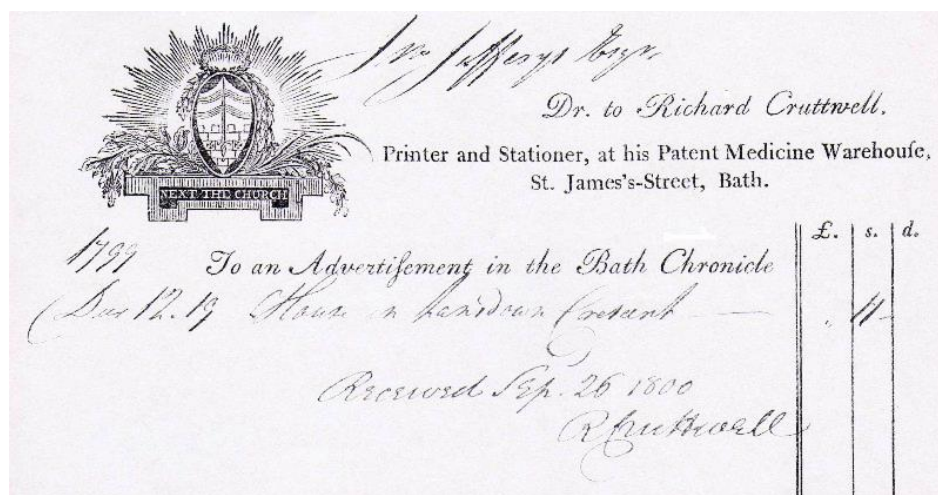 Jno Jefferys Esqr.
Dr. to Richard Cruttwell.
Printer and Stationer, at his Patent Medicine Warehouſe,
St. James's-Street, Bath.
NEXT THE CHURCH
£. s. d.
1799
To an Advertiſement in the Bath Chronicle
Dec 12. 19 House in Lansdown Crescent — 11 -
Received Sep. 26 1800
R Cruttwell